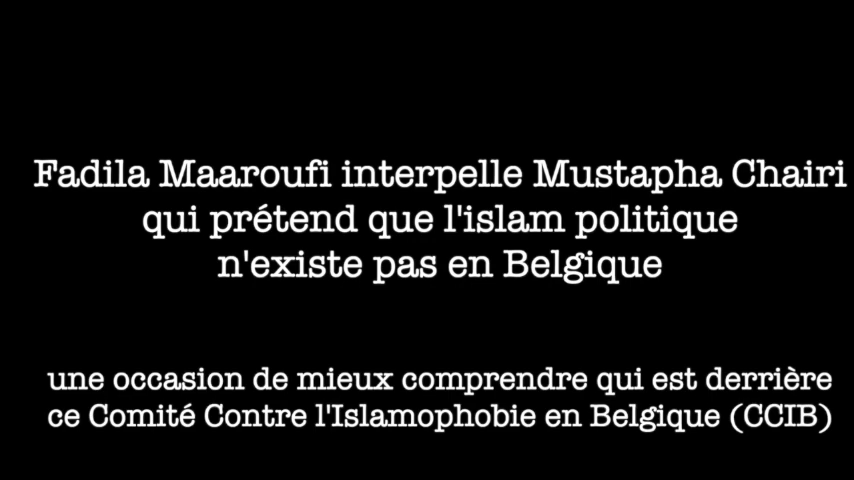 Fadila Maaroufi interpelle Mustapha Chairi
qui prétend que l'islam politique
n'existe pas en Belgique
une occasion de mieux comprendre qui est derrière
ce Comité Contre l'Islamophobie en Belgique (CCIB)